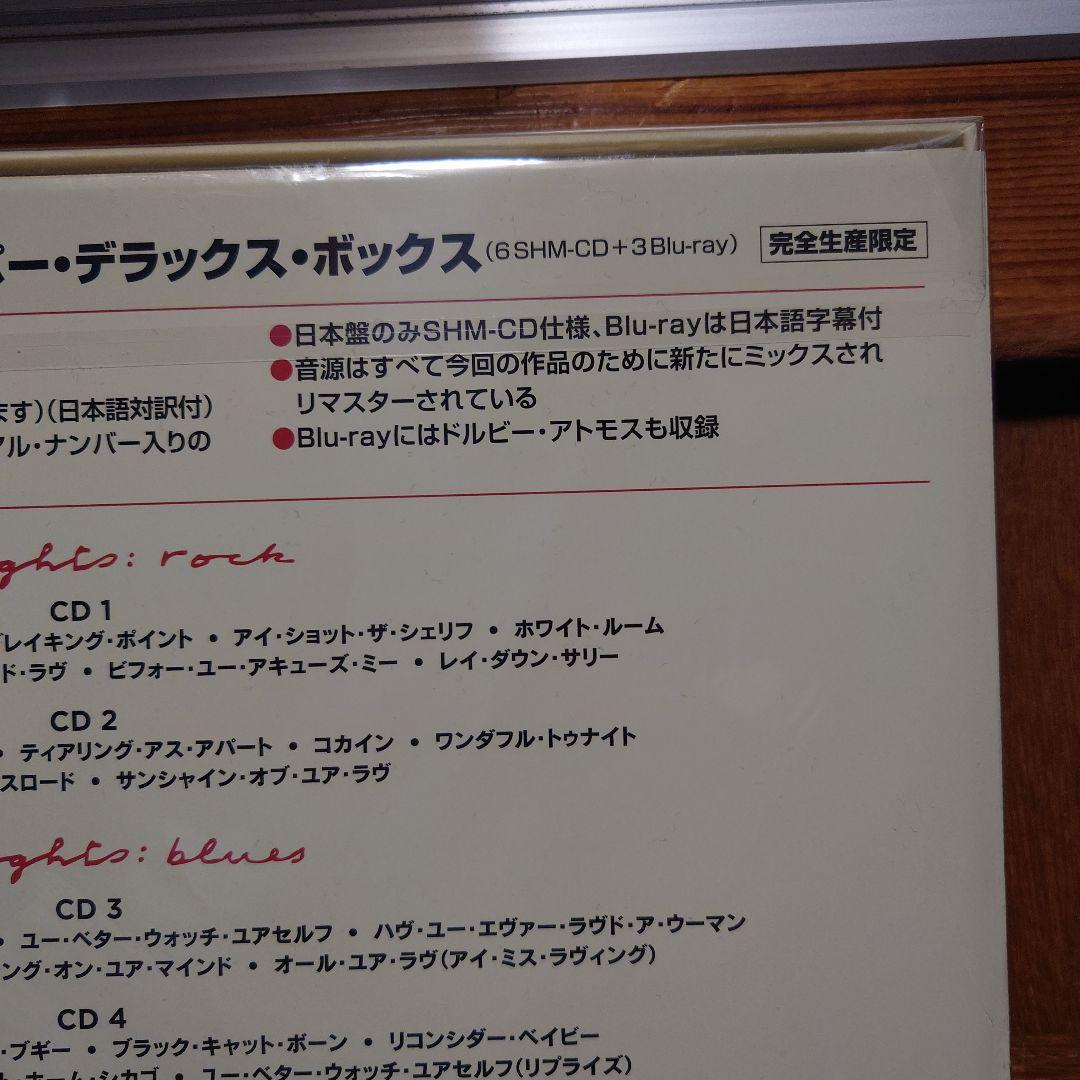 ー・デラックス・ボックス(6SHM-CD+3Blu-ray) 完全生産限定
●日本盤のみSHM-CD仕様、Blu-rayは日本語字幕付
●音源はすべて今回の作品のために新たにミックスされ
リマスターされている
●Blu-rayにはドルビー・アトモスも収録
ます)(日本語対訳付)
アル・ナンバー入りの
ghts: rock
CD 1
ブレイキング・ポイント • アイ・ショット・ザ・シェリフ • ホワイト・ルーム
ド・ラヴ • ビフォー・ユー・アキューズ・ミー • レイ・ダウン・サリー
CD 2
• ティアリング・アス・アパート • コカイン • ワンダフル・トゥナイト
スロード • サンシャイン・オブ・ユア・ラヴ
ghts: blues
CD 3
• ユー・ベター・ウォッチ・ユアセルフ • ハヴ・ユー・エヴァー・ラヴド・ア・ウーマン
ング・オン・ユア・マインド • オール・ユア・ラヴ(アイ・ミス・ラヴィング)
CD 4
・ブギー • ブラック・キャット・ボーン • リコンシダー・ベイビー
ト・ホーム・シカゴ • ユー・ベター・ウォッチ・ユアセルフ(リプライズ)